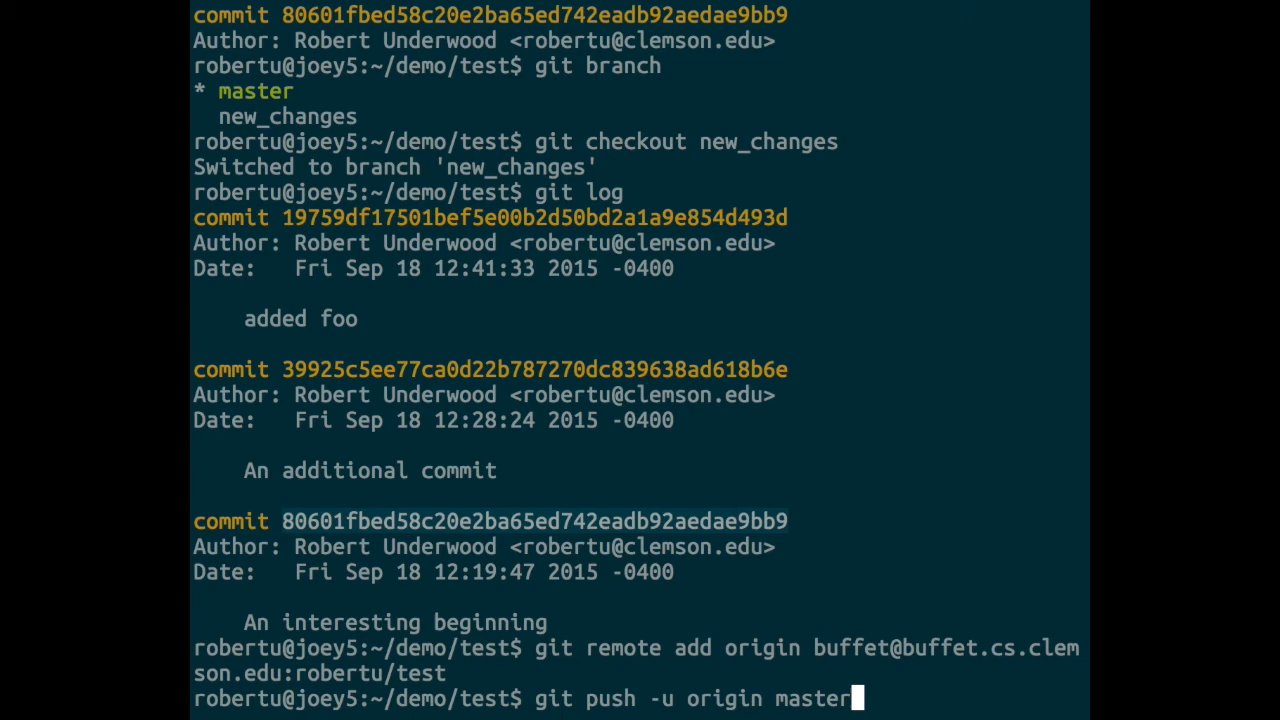 commit 80601fbed58c20e2ba65ed742eadb92aedae9bb9
Author: Robert Underwood <robertu@clemson.edu>
robertu@joey5:~/demo/test$ git branch
* master
  new_changes
robertu@joey5:~/demo/test$ git checkout new_changes
Switched to branch 'new_changes'
robertu@joey5:~/demo/test$ git log
commit 19759df17501bef5e00b2d50bd2a1a9e854d493d
Author: Robert Underwood <robertu@clemson.edu>
Date:   Fri Sep 18 12:41:33 2015 -0400

    added foo

commit 39925c5ee77ca0d22b787270dc839638ad618b6e
Author: Robert Underwood <robertu@clemson.edu>
Date:   Fri Sep 18 12:28:24 2015 -0400

    An additional commit

commit 80601fbed58c20e2ba65ed742eadb92aedae9bb9
Author: Robert Underwood <robertu@clemson.edu>
Date:   Fri Sep 18 12:19:47 2015 -0400

    An interesting beginning
robertu@joey5:~/demo/test$ git remote add origin buffet@buffet.cs.clem
son.edu:robertu/test
robertu@joey5:~/demo/test$ git push -u origin master